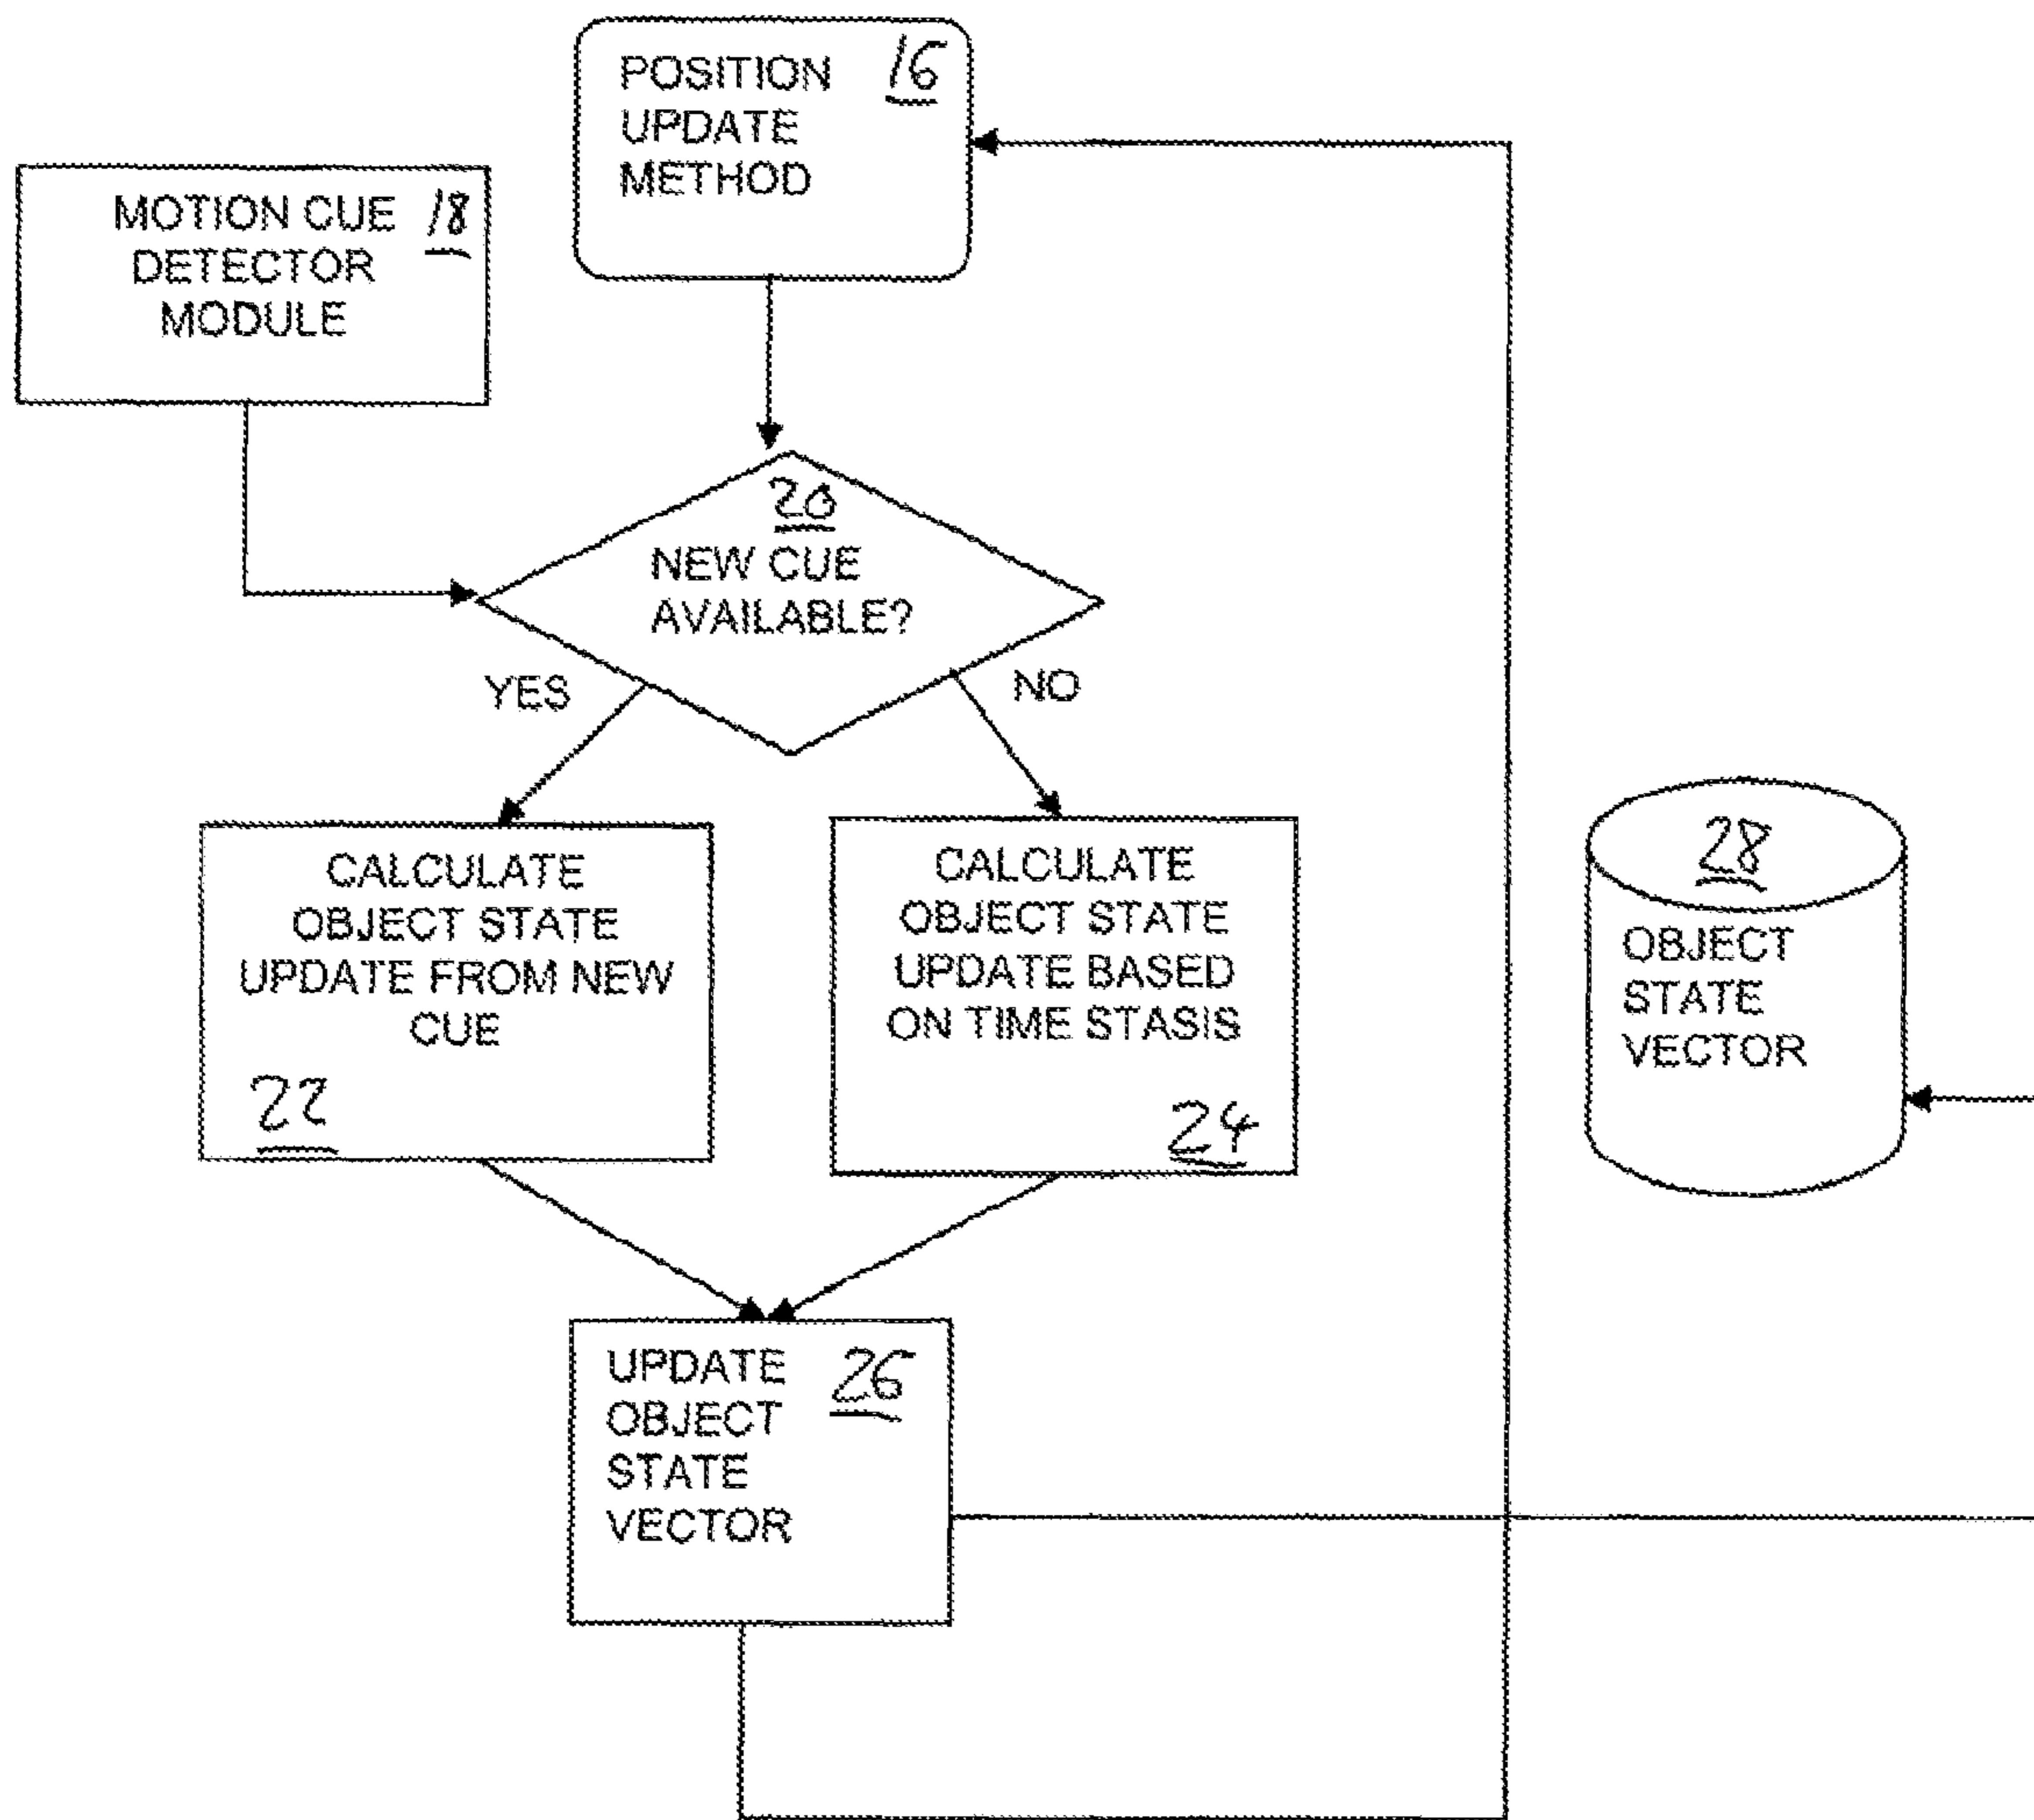 POSITION 16
UPDATE
METHOD
MOTION CUE 18
DETECTOR
MODULE
20
NEW CUE
AVAILABLE?
YES
NO
CALCULATE
OBJECT STATE
UPDATE FROM NEW
CUE
22
CALCULATE
OBJECT STATE
UPDATE BASED
ON TIME STASIS
24
28
OBJECT
STATE
VECTOR
UPDATE 26
OBJECT
STATE
VECTOR